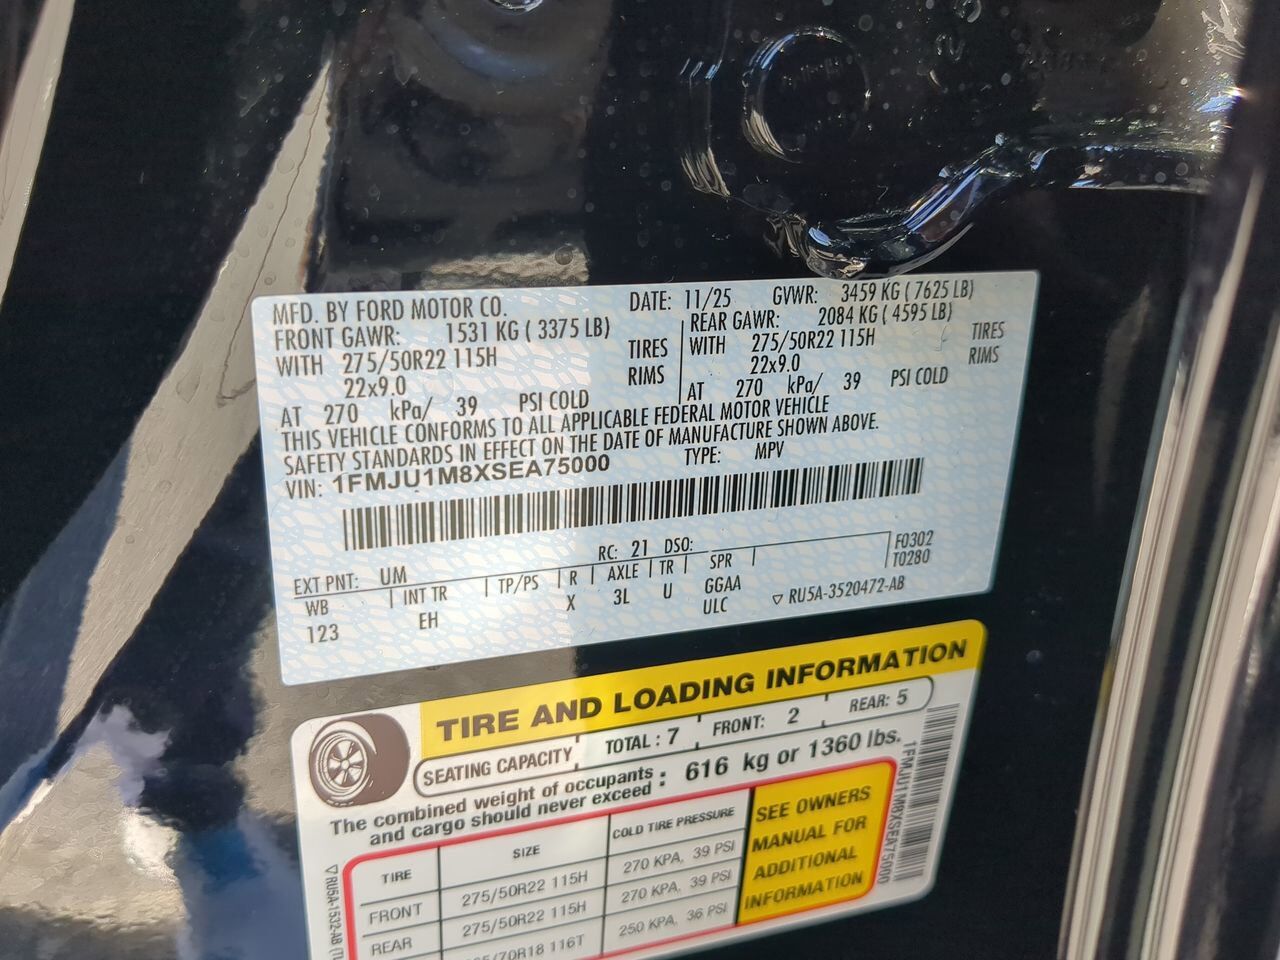 MFD. BY FORD MOTOR CO. DATE: 11/25 GVWR: 3459 KG ( 7625 LB)
FRONT GAWR: 1531 KG ( 3375 LB) REAR GAWR: 2084 KG ( 4595 LB)
WITH 275/50R22 115H TIRES WITH 275/50R22 115H TIRES
22x9.0 RIMS 22x9.0 RIMS
AT 270 kPa/ 39 PSI COLD AT 270 kPa/ 39 PSI COLD
THIS VEHICLE CONFORMS TO ALL APPLICABLE FEDERAL MOTOR VEHICLE
SAFETY STANDARDS IN EFFECT ON THE DATE OF MANUFACTURE SHOWN ABOVE.
VIN: 1FMJU1M8XSEA75000 TYPE: MPV
EXT PNT: UM RC: 21 DSO: F0302
WB INT TR TP/PS R AXLE TR SPR T0280
123 EH X 3L U GGAA
ULC ▽ RU5A-3520472-AB
TIRE AND LOADING INFORMATION
SEATING CAPACITY TOTAL : 7 FRONT: 2 REAR: 5
The combined weight of occupants
and cargo should never exceed : 616 kg or 1360 lbs.
TIRE SIZE COLD TIRE PRESSURE
FRONT 275/50R22 115H 270 KPA, 39 PSI
REAR 275/50R22 115H 270 KPA, 39 PSI
/70R18 116T 250 KPA, 36 PSI
SEE OWNERS
MANUAL FOR
ADDITIONAL
INFORMATION
1FMJU1M8XSEA75000
▽ RU5A-1532-AB